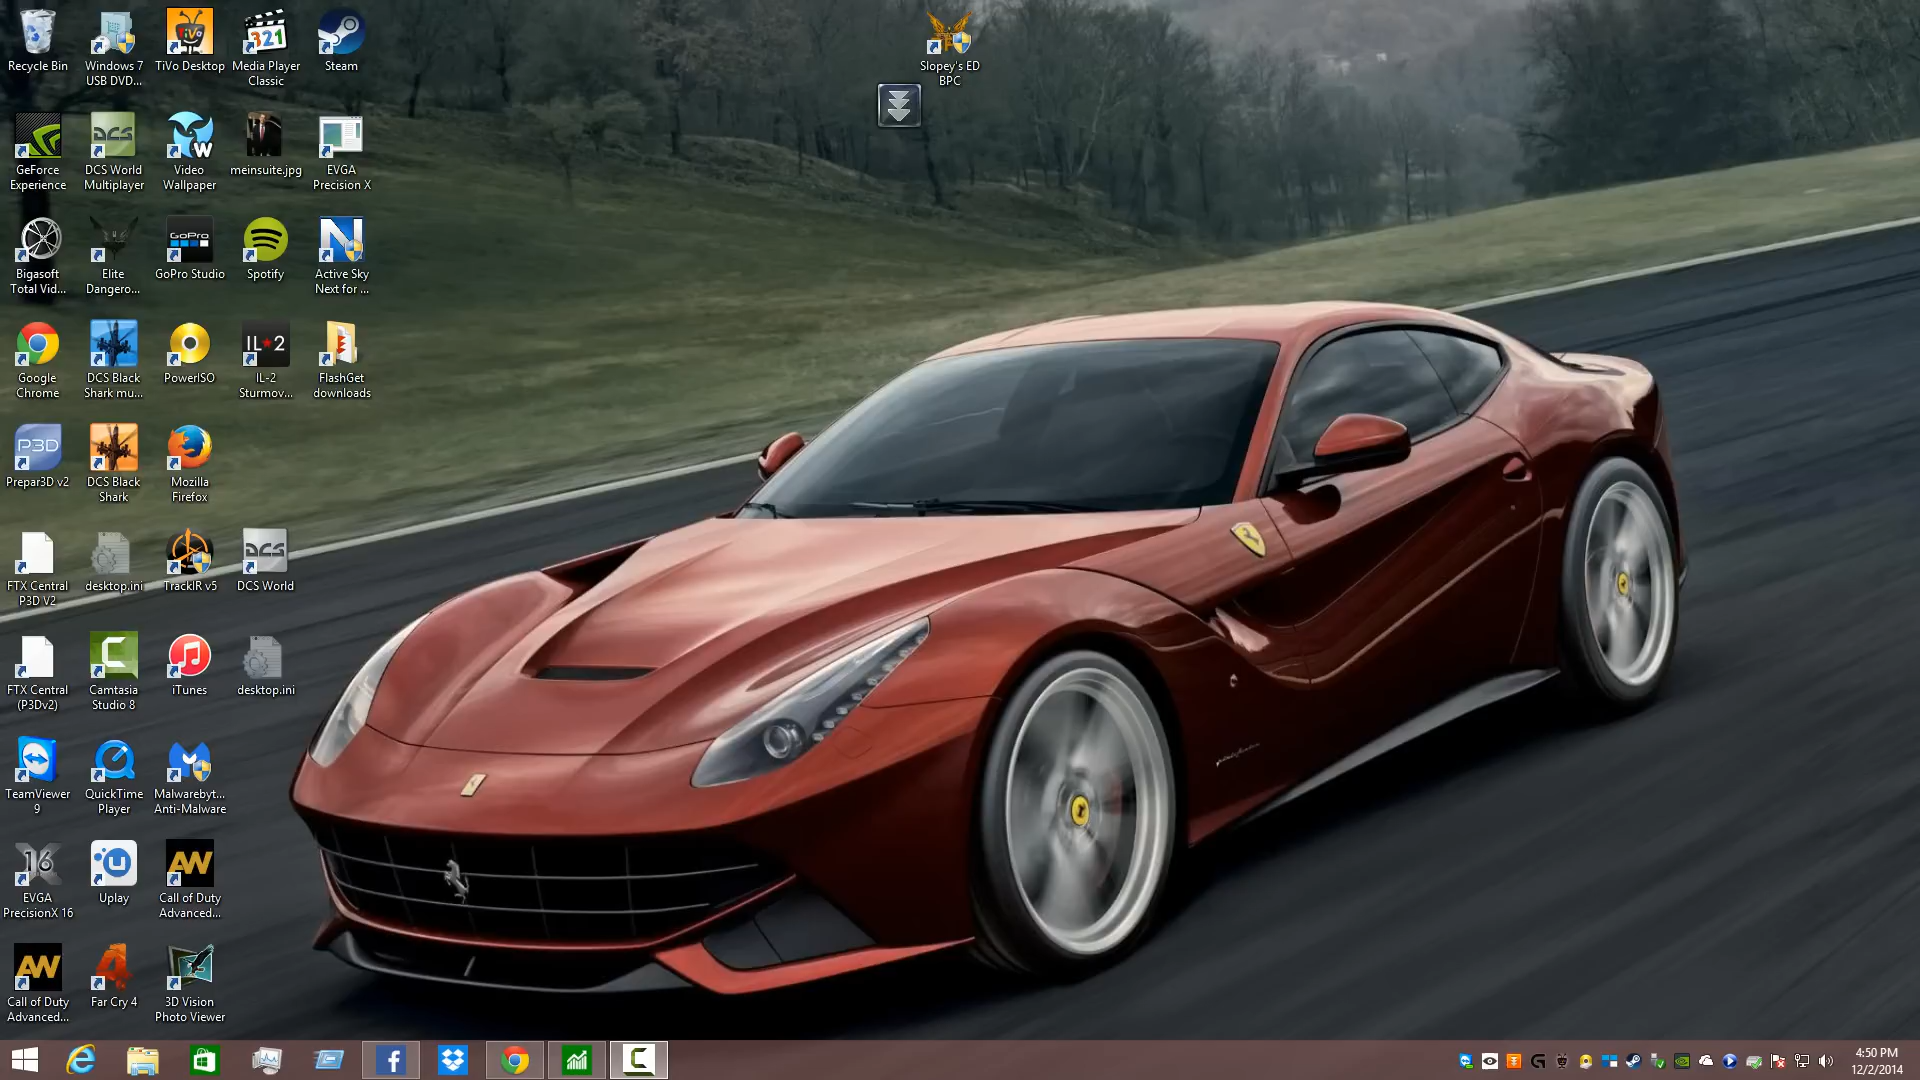 Recycle Bin
Windows 7
USB DVD...
TiVo Desktop
Media Player
Classic
Steam
Slopey's ED
BPC
GeForce
Experience
DCS World
Multiplayer
Video
Wallpaper
meinsuite.jpg
EVGA
Precision X
Bigasoft
Total Vid...
Elite
Dangero...
GoPro Studio
Spotify
Active Sky
Next for ...
Google
Chrome
DCS Black
Shark mu...
PowerISO
IL-2
Sturmov...
FlashGet
downloads
Prepar3D v2
DCS Black
Shark
Mozilla
Firefox
FTX Central
P3D V2
desktop.ini
TrackIR v5
DCS World
FTX Central
(P3Dv2)
Camtasia
Studio 8
iTunes
desktop.ini
TeamViewer
9
QuickTime
Player
Malwarebyt...
Anti-Malware
EVGA
PrecisionX 16
Uplay
Call of Duty
Advanced...
Call of Duty
Advanced...
Far Cry 4
3D Vision
Photo Viewer
4:50 PM
12/2/2014